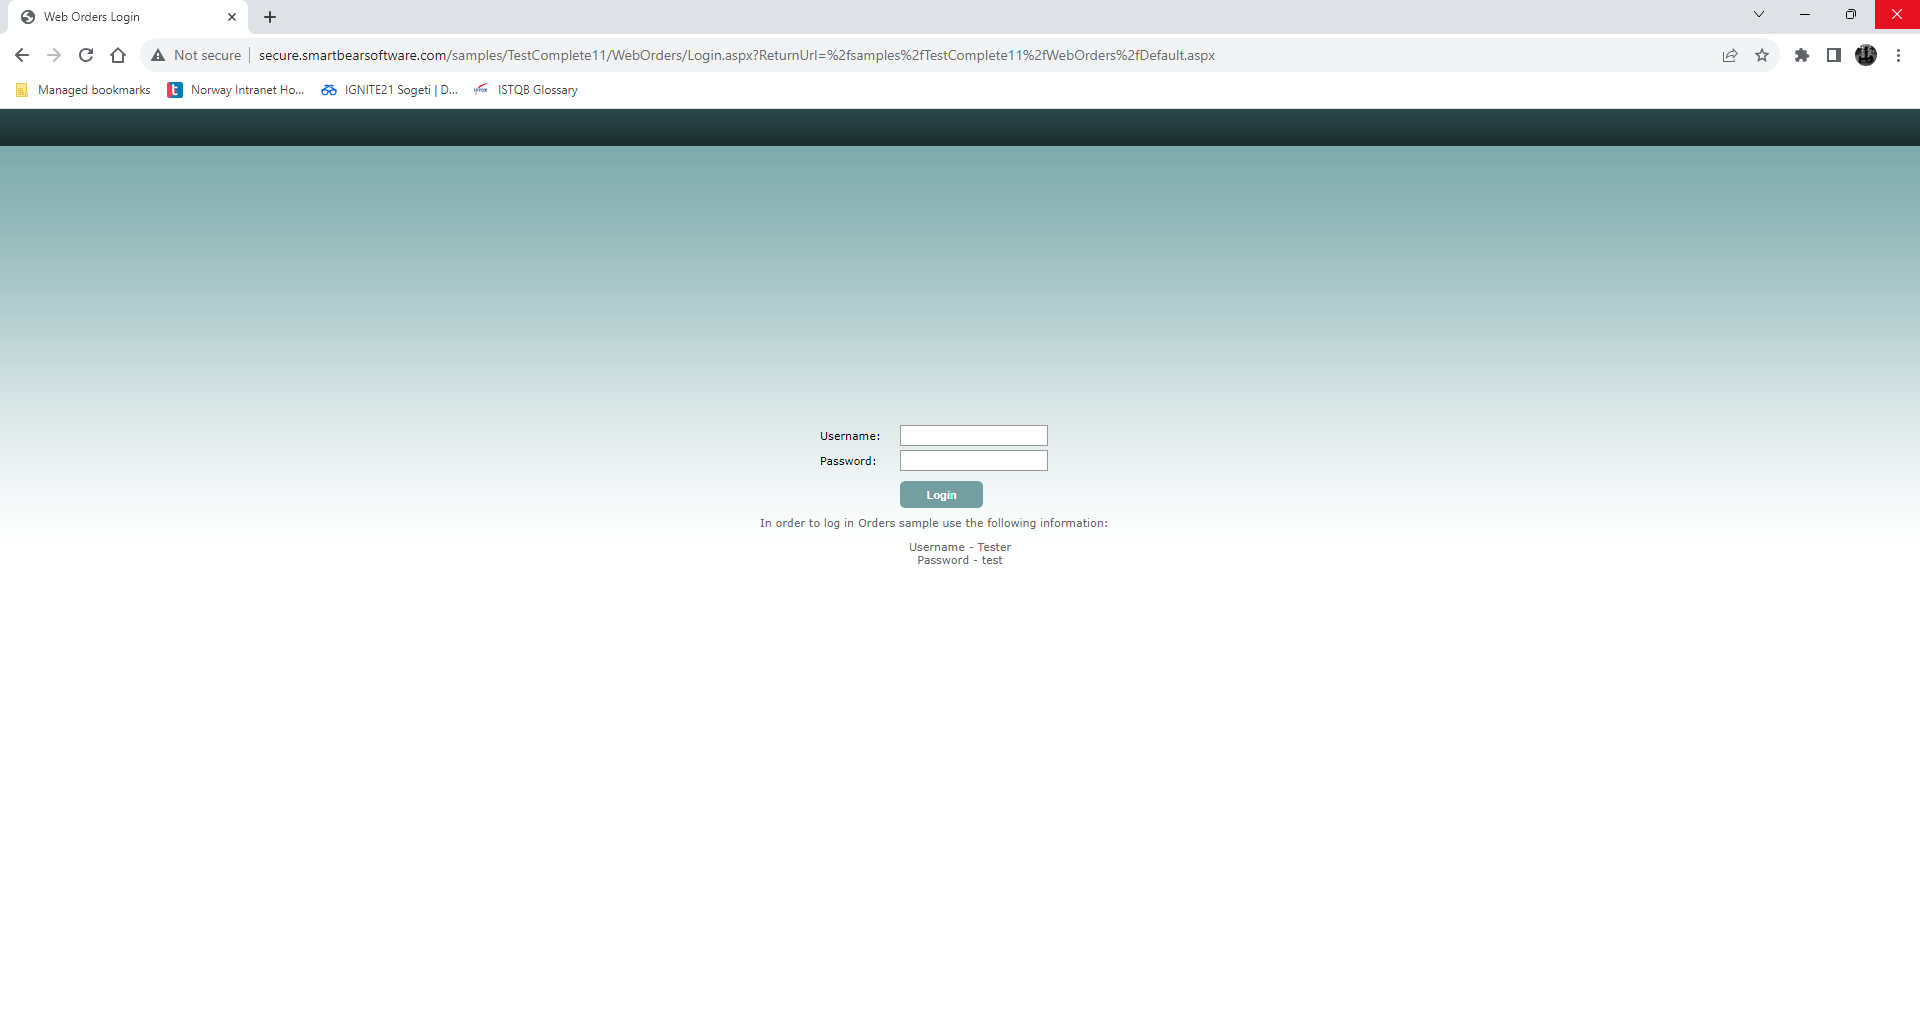 Web Orders Login
Not secure secure.smartbearsoftware.com/samples/TestComplete11/WebOrders/Login.aspx?ReturnUrl=%2fsamples%2fTestComplete11%2fWebOrders%2fDefault.aspx
Managed bookmarks t Norway Intranet Ho... IGNITE21 Sogeti | D... ISTQB ISTQB Glossary
Username:
Password:
Login
In order to log in Orders sample use the following information:
Username - Tester
Password - test